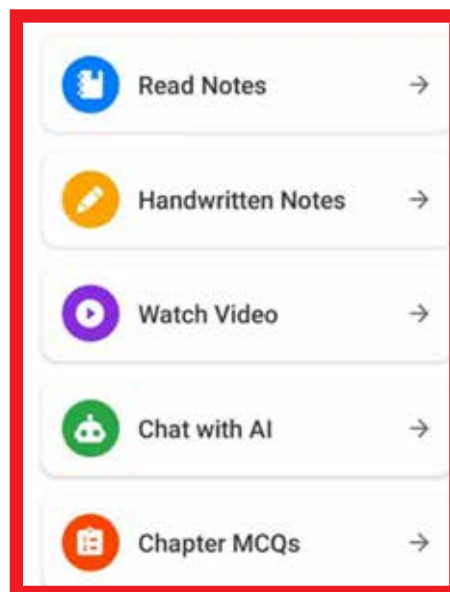 Read Notes
Handwritten Notes
Watch Video
Chat with AI
Chapter MCQs